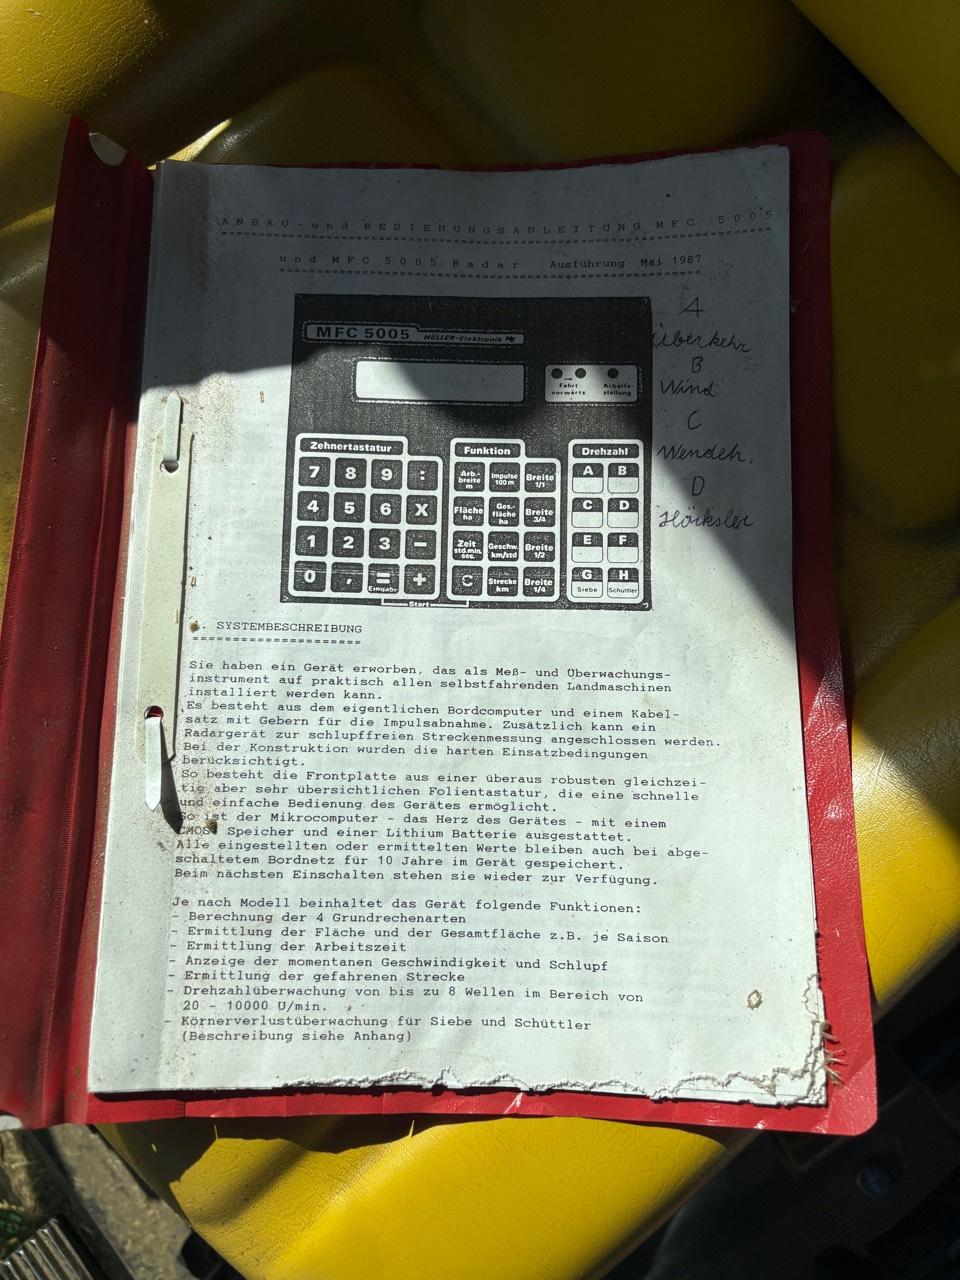 ANBAU-und BEDIENUNGSANLEITUNG MFC 5005
und MFC 5005 Radar Ausführung Mai 1987
MFC 5005 MÜLLER-Elektronik
Fahrt vorwärts
Arbeits-stellung
Zehnertastatur
7 8 9 :
4 5 6 X
1 2 3 -
0 , = Eingabe +
Start
Funktion
Arb.-breite m Impulse 100 m Breite 1/1
Fläche ha Ges.-fläche ha Breite 3/4
Zeit std.min. sec. Geschw. km/std Breite 1/2
C Strecke km Breite 1/4
Drehzahl
A B
C D
E F
G H
Siebe Schüttler
A
Überkehr
B
Wind
C
Wendetr.
D
Häcksler
. SYSTEMBESCHREIBUNG
Sie haben ein Gerät erworben, das als Meß- und Überwachungs-
instrument auf praktisch allen selbstfahrenden Landmaschinen
installiert werden kann.
Es besteht aus dem eigentlichen Bordcomputer und einem Kabel-
satz mit Gebern für die Impulsabnahme. Zusätzlich kann ein
Radargerät zur schlupffreien Streckenmessung angeschlossen werden.
Bei der Konstruktion wurden die harten Einsatzbedingungen
berücksichtigt.
So besteht die Frontplatte aus einer überaus robusten gleichzei-
tig aber sehr übersichtlichen Folientastatur, die eine schnelle
und einfache Bedienung des Gerätes ermöglicht.
So ist der Mikrocomputer - das Herz des Gerätes - mit einem
CMOS Speicher und einer Lithium Batterie ausgestattet.
Alle eingestellten oder ermittelten Werte bleiben auch bei abge-
schaltetem Bordnetz für 10 Jahre im Gerät gespeichert.
Beim nächsten Einschalten stehen sie wieder zur Verfügung.
Je nach Modell beinhaltet das Gerät folgende Funktionen:
- Berechnung der 4 Grundrechenarten
- Ermittlung der Fläche und der Gesamtfläche z.B. je Saison
- Ermittlung der Arbeitszeit
- Anzeige der momentanen Geschwindigkeit und Schlupf
- Ermittlung der gefahrenen Strecke
- Drehzahlüberwachung von bis zu 8 Wellen im Bereich von
20 - 10000 U/min.
- Körnerverlustüberwachung für Siebe und Schüttler
(Beschreibung siehe Anhang)